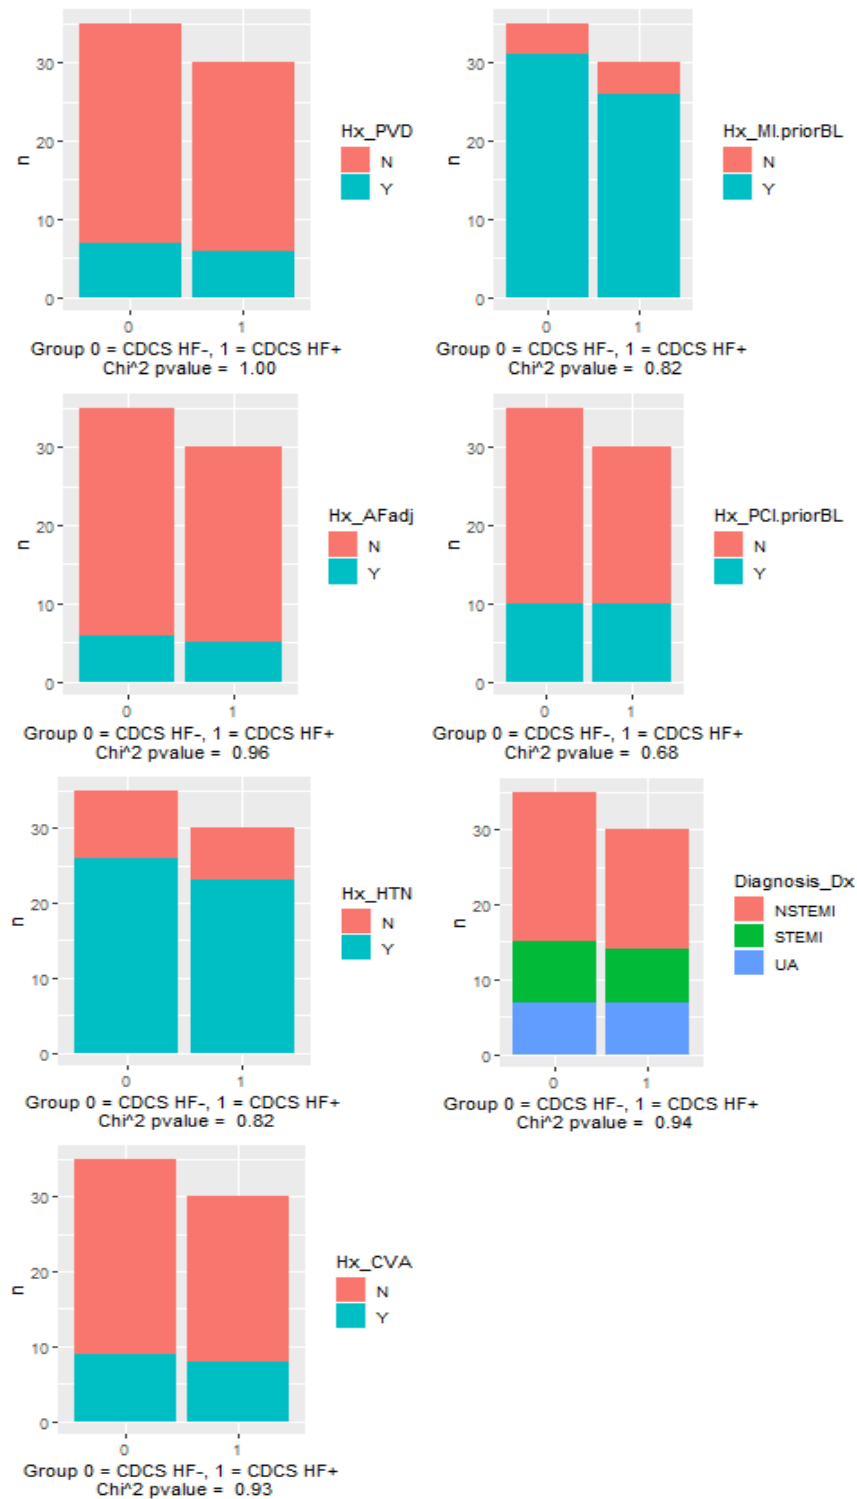 30
20
10
0
n
0 1
Group 0 = CDCS HF-, 1 = CDCS HF+
Chi^2 pvalue = 1.00
Hx_PVD
N
Y
30
20
10
0
n
0 1
Group 0 = CDCS HF-, 1 = CDCS HF+
Chi^2 pvalue = 0.82
Hx_MI.priorBL
N
Y
30
20
10
0
n
0 1
Group 0 = CDCS HF-, 1 = CDCS HF+
Chi^2 pvalue = 0.96
Hx_AFadj
N
Y
30
20
10
0
n
0 1
Group 0 = CDCS HF-, 1 = CDCS HF+
Chi^2 pvalue = 0.68
Hx_PCI.priorBL
N
Y
30
20
10
0
n
0 1
Group 0 = CDCS HF-, 1 = CDCS HF+
Chi^2 pvalue = 0.82
Hx_HTN
N
Y
30
20
10
0
n
0 1
Group 0 = CDCS HF-, 1 = CDCS HF+
Chi^2 pvalue = 0.94
Diagnosis_Dx
NSTEMI
STEMI
UA
30
20
10
0
n
0 1
Group 0 = CDCS HF-, 1 = CDCS HF+
Chi^2 pvalue = 0.93
Hx_CVA
N
Y